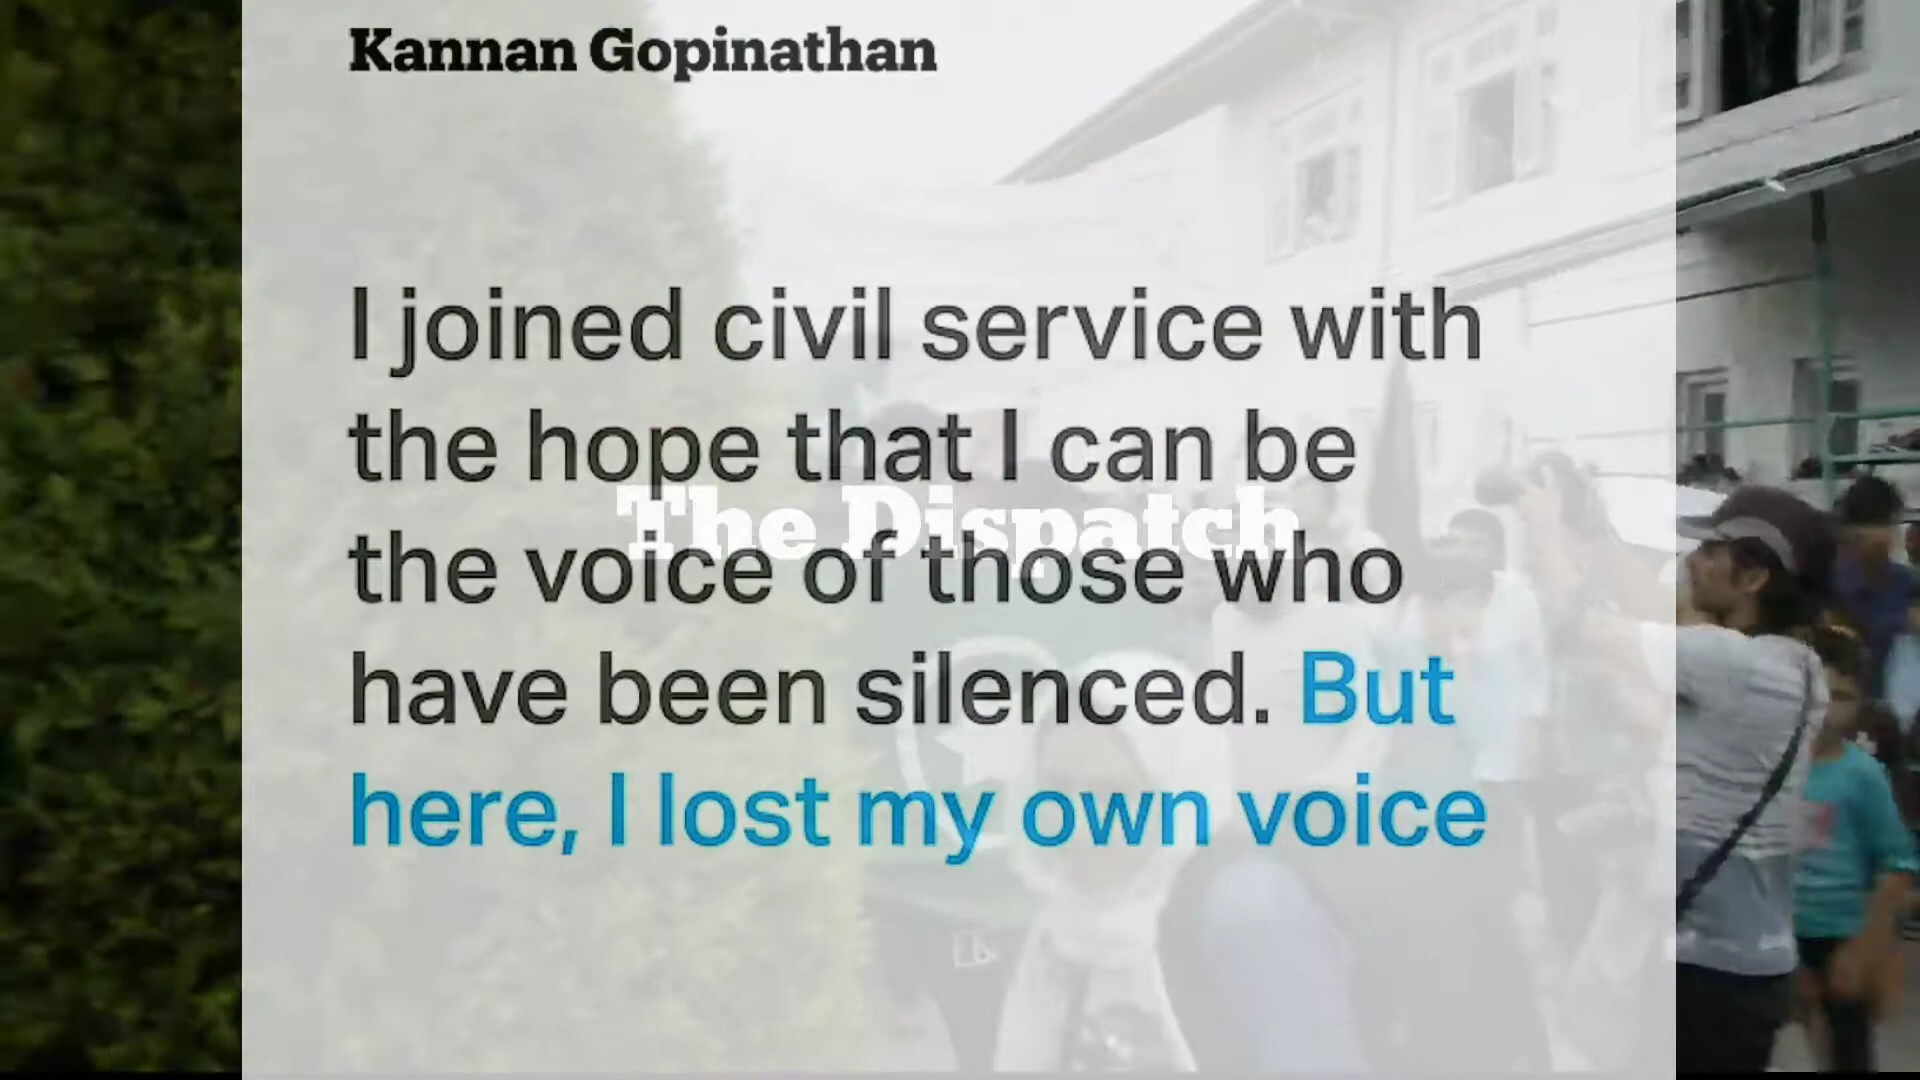 Kannan Gopinathan
I joined civil service with
the hope that I can be
The Dispatch
the voice of those who
have been silenced. But
here, I lost my own voice